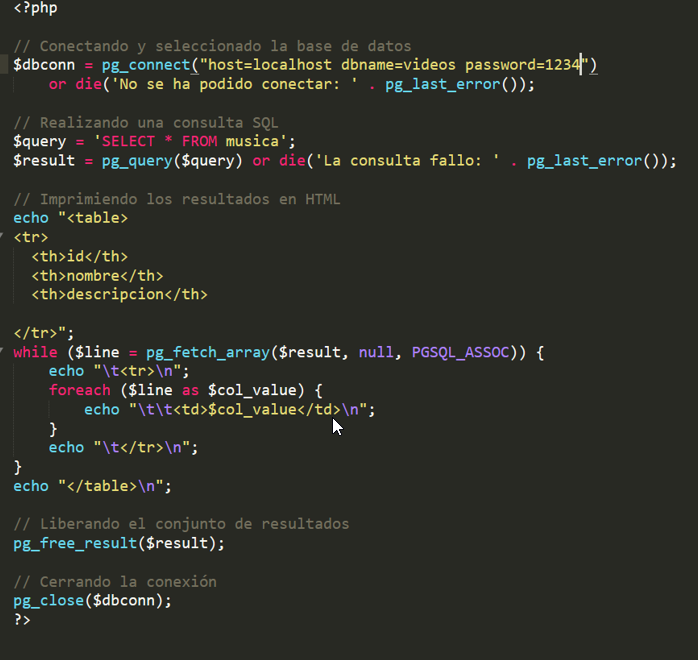 <?php
// Conectando y seleccionado la base de datos
$dbconn = pg_connect("host=localhost dbname=videos password=1234")
    or die('No se ha podido conectar: ' . pg_last_error());
// Realizando una consulta SQL
$query = 'SELECT * FROM musica';
$result = pg_query($query) or die('La consulta fallo: ' . pg_last_error());
// Imprimiendo los resultados en HTML
echo "<table>
<tr>
  <th>id</th>
  <th>nombre</th>
  <th>descripcion</th>
</tr>";
while ($line = pg_fetch_array($result, null, PGSQL_ASSOC)) {
    echo "\t<tr>\n";
    foreach ($line as $col_value) {
        echo "\t\t<td>$col_value</td>\n";
    }
    echo "\t</tr>\n";
}
echo "</table>\n";
// Liberando el conjunto de resultados
pg_free_result($result);
// Cerrando la conexión
pg_close($dbconn);
?>